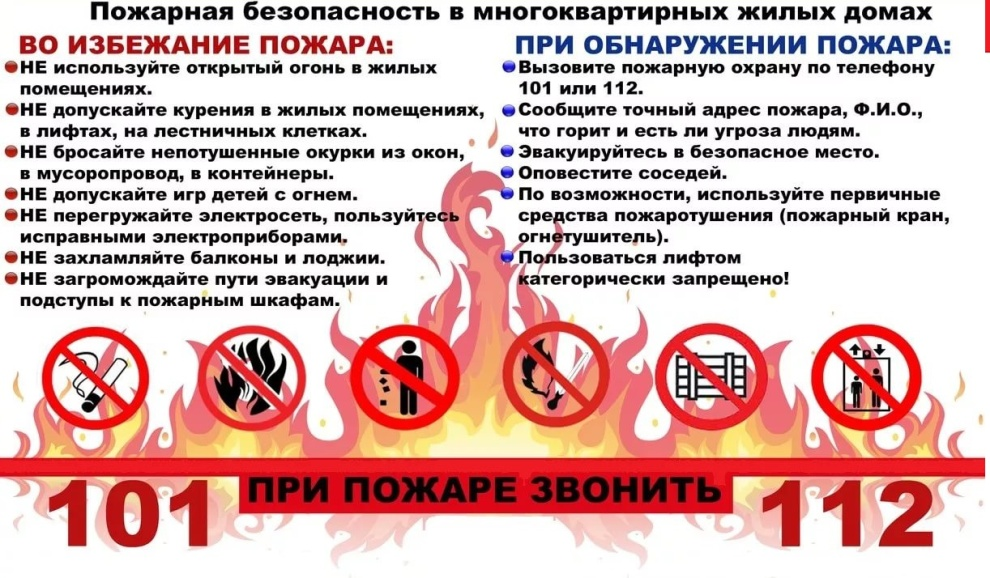 Пожарная безопасность в многоквартирных жилых домах
ВО ИЗБЕЖАНИЕ ПОЖАРА:
НЕ используйте открытый огонь в жилых
помещениях.
НЕ допускайте курения в жилых помещениях,
в лифтах, на лестничных клетках.
НЕ бросайте непотушенные окурки из окон,
в мусоропровод, в контейнеры.
НЕ допускайте игр детей с огнем.
НЕ перегружайте электросеть, пользуйтесь
исправными электроприборами.
НЕ захламляйте балконы и лоджии.
НЕ загромождайте пути эвакуации и
подступы к пожарным шкафам.
ПРИ ОБНАРУЖЕНИИ ПОЖАРА:
Вызовите пожарную охрану по телефону
101 или 112.
Сообщите точный адрес пожара, Ф.И.О.,
что горит и есть ли угроза людям.
Эвакуируйтесь в безопасное место.
Оповестите соседей.
По возможности, используйте первичные
средства пожаротушения (пожарный кран,
огнетушитель).
Пользоваться лифтом
категорически запрещено!
101 ПРИ ПОЖАРЕ ЗВОНИТЬ 112